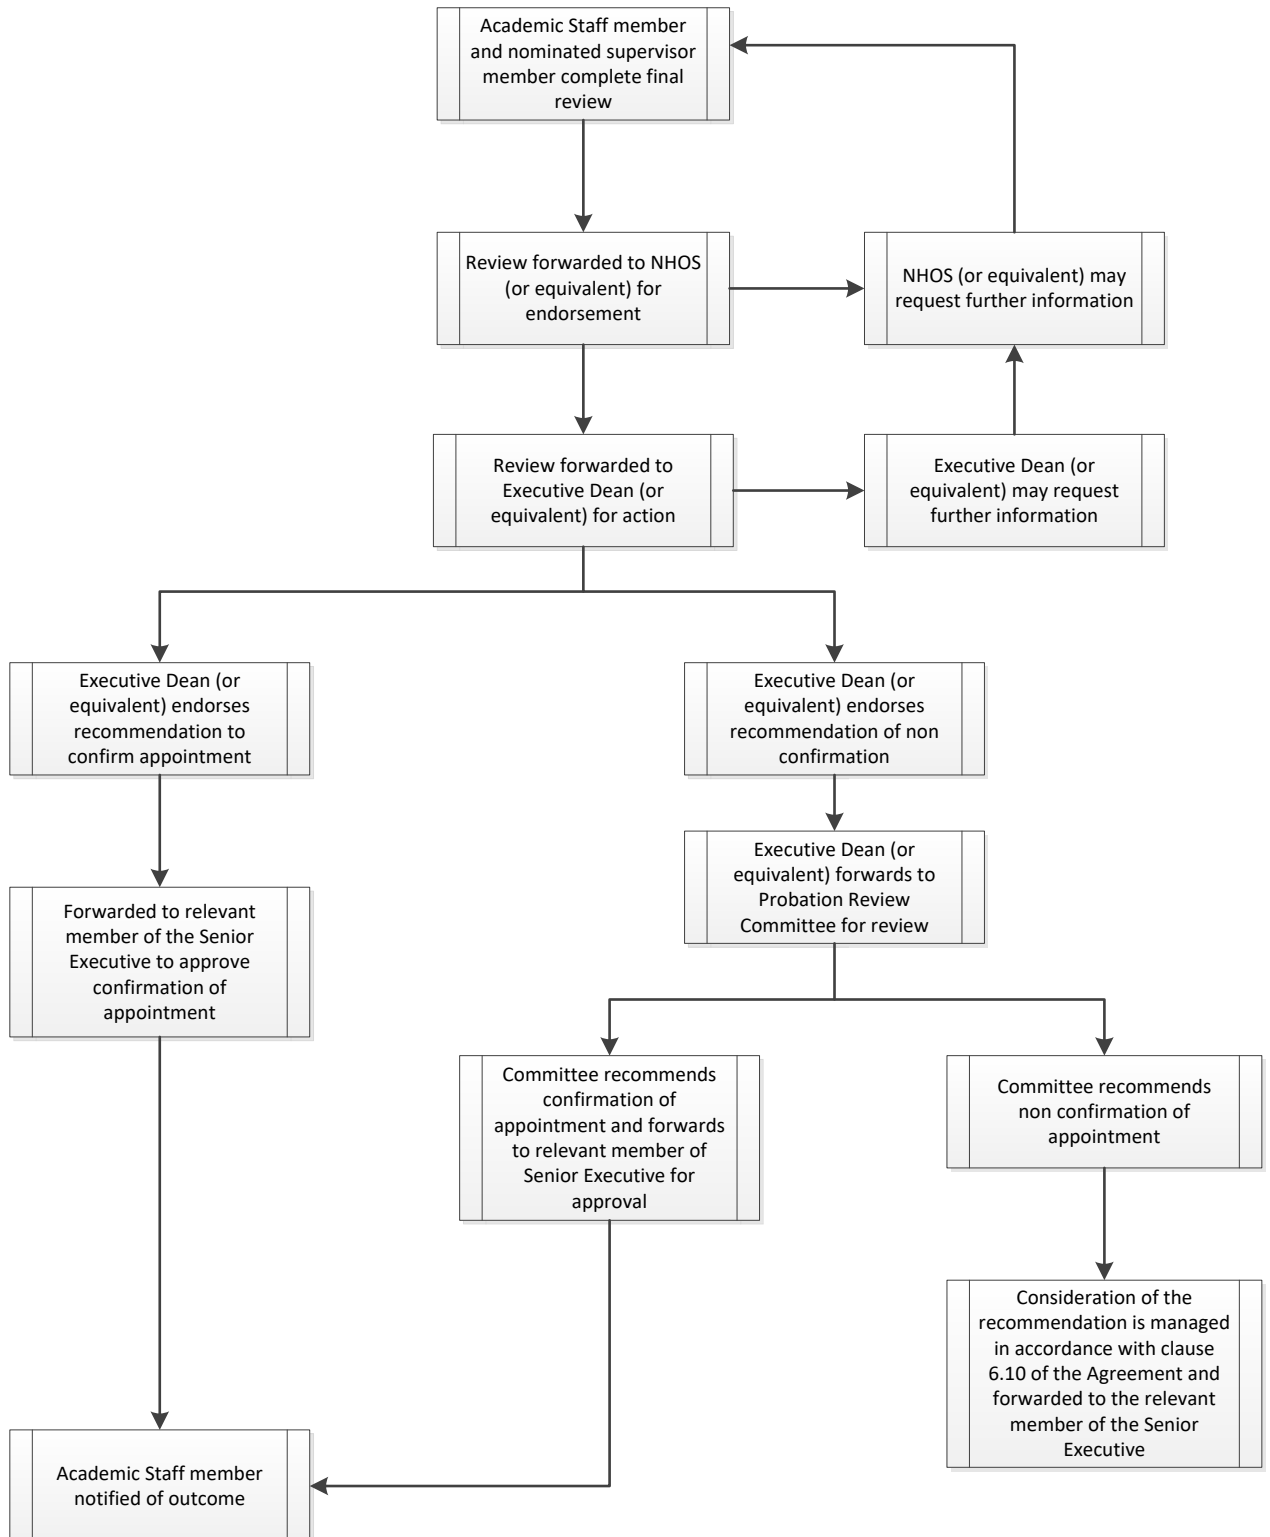 Academic Staff member
and nominated supervisor
member complete final
review
Review forwarded to NHOS
(or equivalent) for
endorsement
NHOS (or equivalent) may
request further information
Review forwarded to
Executive Dean (or
equivalent) for action
Executive Dean (or
equivalent) may request
further information
Executive Dean (or
equivalent) endorses
recommendation to
confirm appointment
Executive Dean (or
equivalent) endorses
recommendation of non
confirmation
Executive Dean (or
equivalent) forwards to
Probation Review
Committee for review
Forwarded to relevant
member of the Senior
Executive to approve
confirmation of
appointment
Committee recommends
confirmation of
appointment and forwards
to relevant member of
Senior Executive for
approval
Committee recommends
non confirmation of
appointment
Consideration of the
recommendation is managed
in accordance with clause
6.10 of the Agreement and
forwarded to the relevant
member of the Senior
Executive
Academic Staff member
notified of outcome